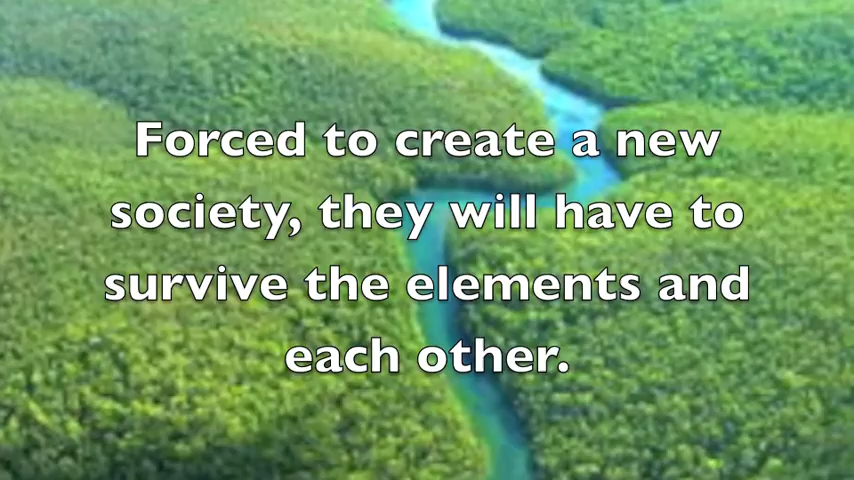 Forced to create a new
society, they will have to
survive the elements and
each other.